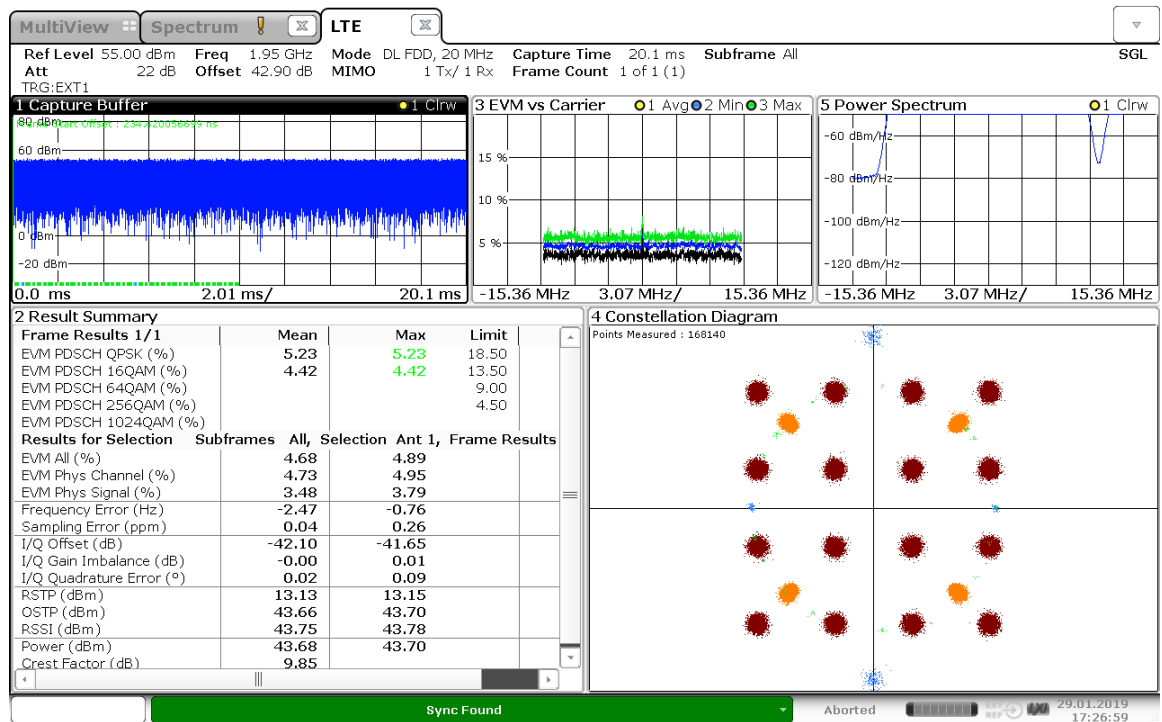 MultiView Spectrum LTE
Ref Level 55.00 dBm Freq 1.95 GHz Mode DL FDD, 20 MHz Capture Time 20.1 ms Subframe All SGL
Att 22 dB Offset 42.90 dB MIMO 1 Tx/ 1 Rx Frame Count 1 of 1 (1)
TRG:EXT1
1 Capture Buffer 1 Clrw
80 dBm
Frame Start Offset : 234.420056659 ns
60 dBm
0 dBm
-20 dBm
0.0 ms 2.01 ms/ 20.1 ms
3 EVM vs Carrier 1 Avg 2 Min 3 Max
15 %
10 %
5 %
-15.36 MHz 3.07 MHz/ 15.36 MHz
5 Power Spectrum 1 Clrw
-60 dBm/Hz
-80 dBm/Hz
-100 dBm/Hz
-120 dBm/Hz
-15.36 MHz 3.07 MHz/ 15.36 MHz
2 Result Summary
Frame Results 1/1 Mean Max Limit
EVM PDSCH QPSK (%) 5.23 5.23 18.50
EVM PDSCH 16QAM (%) 4.42 4.42 13.50
EVM PDSCH 64QAM (%) 9.00
EVM PDSCH 256QAM (%) 4.50
EVM PDSCH 1024QAM (%)
Results for Selection Subframes All, Selection Ant 1, Frame Results
EVM All (%) 4.68 4.89
EVM Phys Channel (%) 4.73 4.95
EVM Phys Signal (%) 3.48 3.79
Frequency Error (Hz) -2.47 -0.76
Sampling Error (ppm) 0.04 0.26
I/Q Offset (dB) -42.10 -41.65
I/Q Gain Imbalance (dB) -0.00 0.01
I/Q Quadrature Error (°) 0.02 0.09
RSTP (dBm) 13.13 13.15
OSTP (dBm) 43.66 43.70
RSSI (dBm) 43.75 43.78
Power (dBm) 43.68 43.70
Crest Factor (dB) 9.85
4 Constellation Diagram
Points Measured : 168140
Sync Found
Aborted
EXT
REF
LXI
29.01.2019
17:26:59